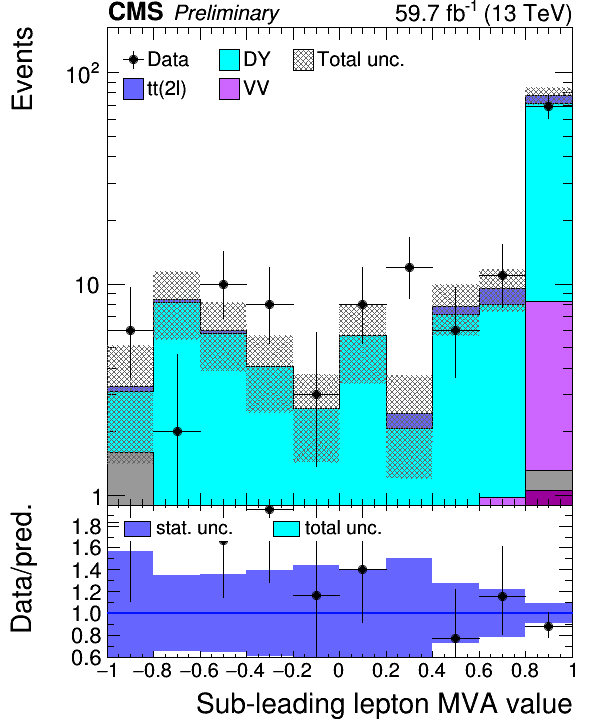 CMS Preliminary 59.7 fb⁻¹ (13 TeV)
Events
Data DY Total unc.
tt(2l) VV
10²
10
1
Data/pred.
stat. unc. total unc.
1.8
1.6
1.4
1.2
1.0
0.8
0.6
−1 −0.8 −0.6 −0.4 −0.2 0 0.2 0.4 0.6 0.8 1
Sub-leading lepton MVA value